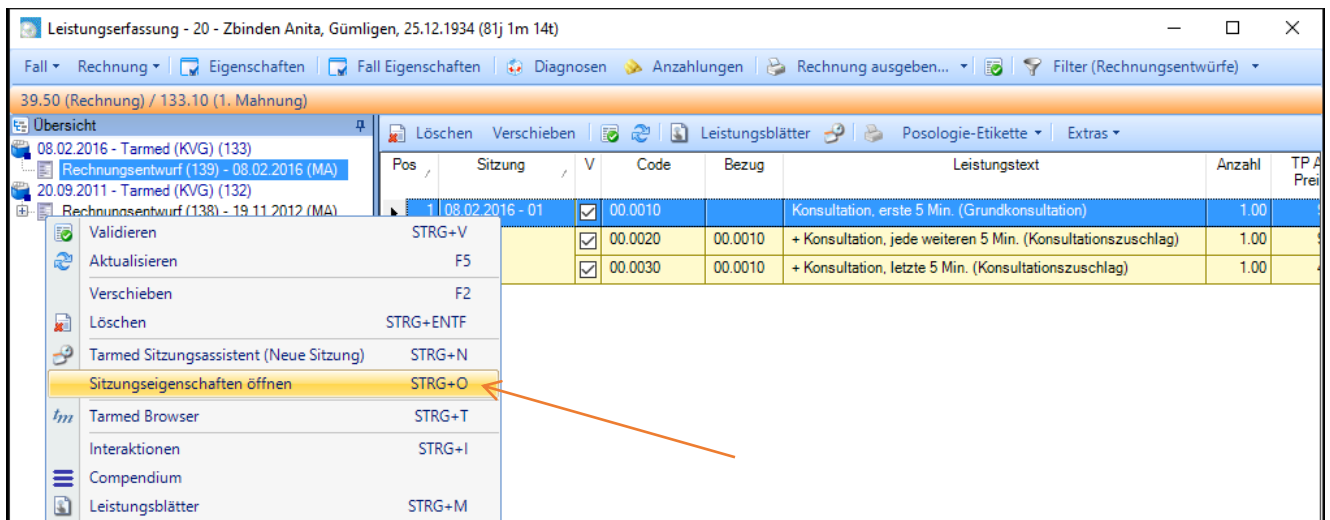 Leistungserfassung - 20 - Zbinden Anita, Gümligen, 25.12.1934 (81j 1m 14t)
Fall Rechnung Eigenschaften Fall Eigenschaften Diagnosen Anzahlungen Rechnung ausgeben... Filter (Rechnungsentwürfe)
39.50 (Rechnung) / 133.10 (1. Mahnung)
Übersicht
08.02.2016 - Tarmed (KVG) (133)
Rechnungsentwurf (139) - 08.02.2016 (MA)
20.09.2011 - Tarmed (KVG) (132)
Rechnungsentwurf (138) - 19.11.2012 (MA)
Löschen Verschieben Leistungsblätter Posologie-Etikette Extras
Pos Sitzung V Code Bezug Leistungstext Anzahl TP A
Prei
1 08.02.2016 - 01 00.0010 Konsultation, erste 5 Min. (Grundkonsultation) 1.00
00.0020 00.0010 + Konsultation, jede weiteren 5 Min. (Konsultationszuschlag) 1.00
00.0030 00.0010 + Konsultation, letzte 5 Min. (Konsultationszuschlag) 1.00
Validieren STRG+V
Aktualisieren F5
Verschieben F2
Löschen STRG+ENTF
Tarmed Sitzungsassistent (Neue Sitzung) STRG+N
Sitzungseigenschaften öffnen STRG+O
tm Tarmed Browser STRG+T
Interaktionen STRG+I
Compendium
Leistungsblätter STRG+M